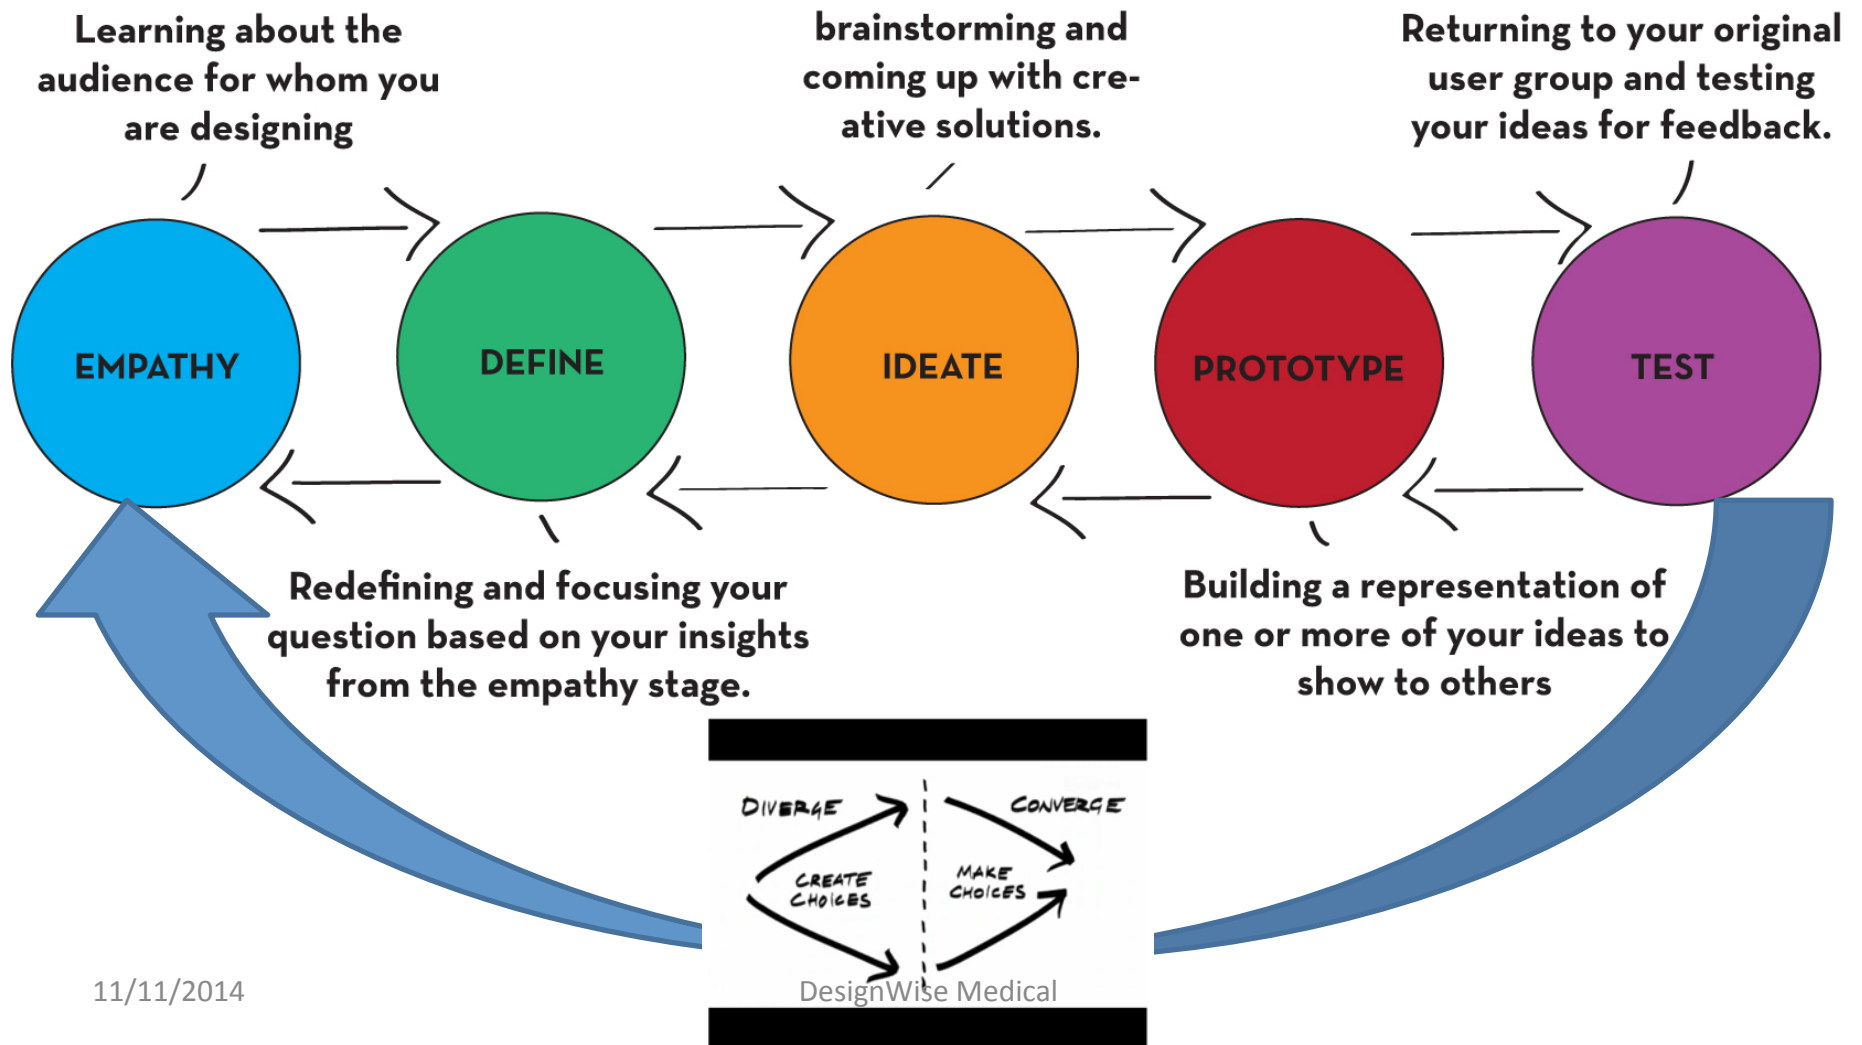 Learning about the
audience for whom you
are designing
brainstorming and
coming up with cre-
ative solutions.
Returning to your original
user group and testing
your ideas for feedback.
EMPATHY
DEFINE
IDEATE
PROTOTYPE
TEST
Redefining and focusing your
question based on your insights
from the empathy stage.
Building a representation of
one or more of your ideas to
show to others
DIVERGE
CONVERGE
CREATE
CHOICES
MAKE
CHOICES
11/11/2014
DesignWise Medical